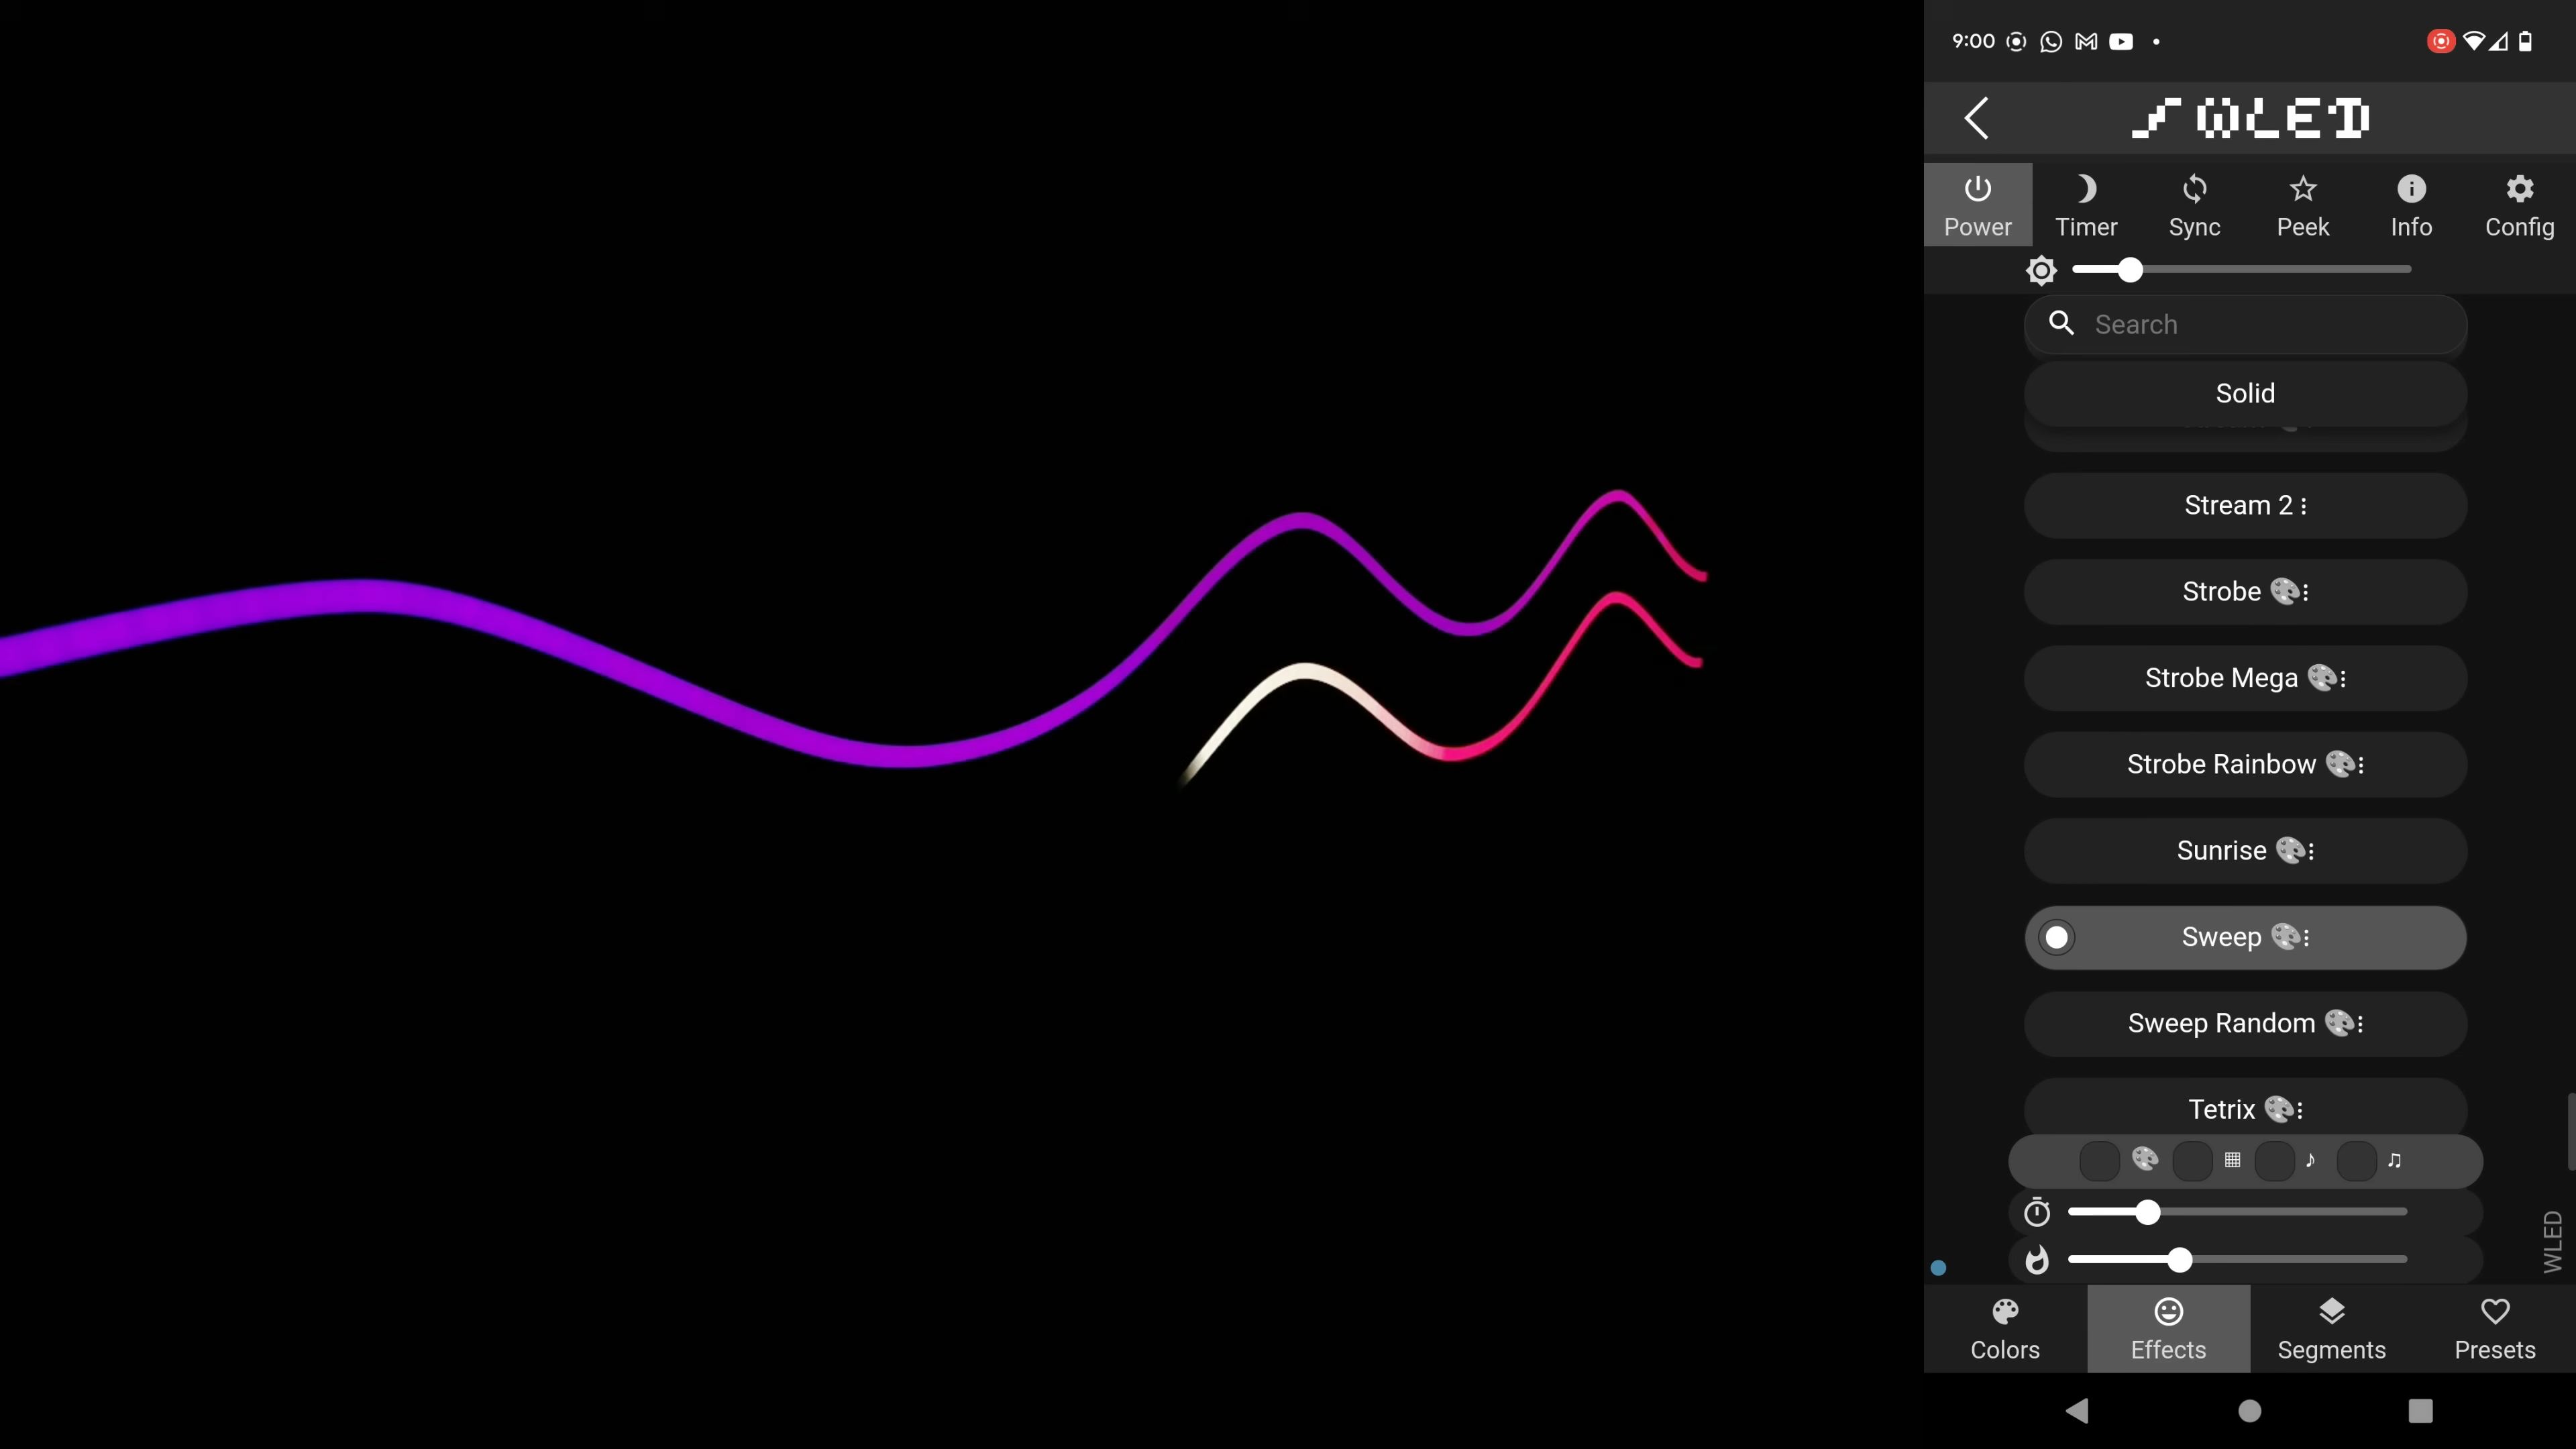 9:00
WLED
Power
Timer
Sync
Peek
Info
Config
Search
Solid
Stream 2
Strobe
Strobe Mega
Strobe Rainbow
Sunrise
Sweep
Sweep Random
Tetrix
WLED
Colors
Effects
Segments
Presets